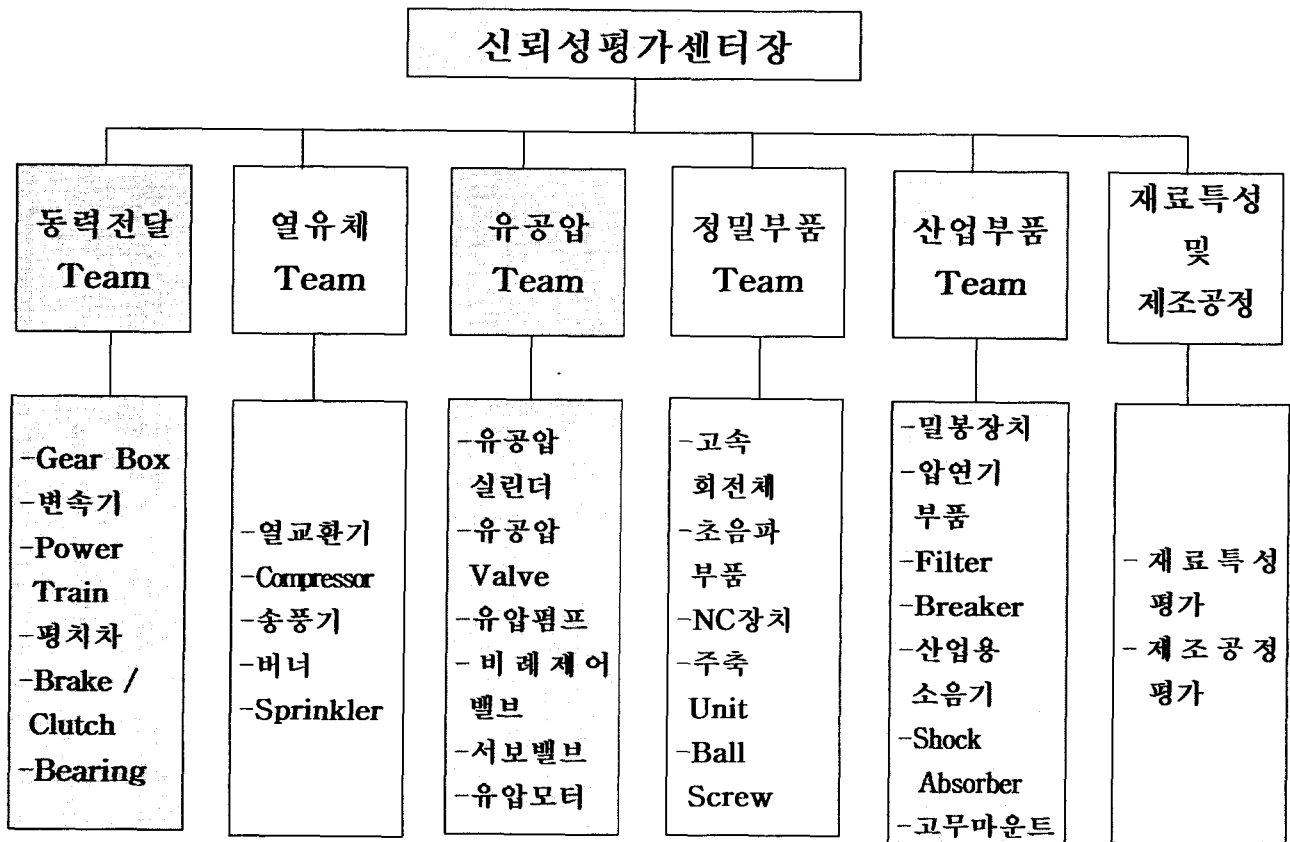 신뢰성평가센터장
동력전달
Team
열유체
Team
유공압
Team
정밀부품
Team
산업부품
Team
재료특성
및
제조공정
-Gear Box
-변속기
-Power
Train
-평치차
-Brake /
Clutch
-Bearing
-열교환기
-Compressor
-송풍기
-버너
-Sprinkler
-유공압
실린더
-유공압
Valve
-유압펌프
-비례제어
밸브
-서보밸브
-유압모터
-고속
회전체
-초음파
부품
-NC장치
-주축
Unit
-Ball
Screw
-밀봉장치
-압연기
부품
-Filter
-Breaker
-산업용
소음기
-Shock
Absorber
-고무마운트
- 재료특성
평가
- 제조공정
평가